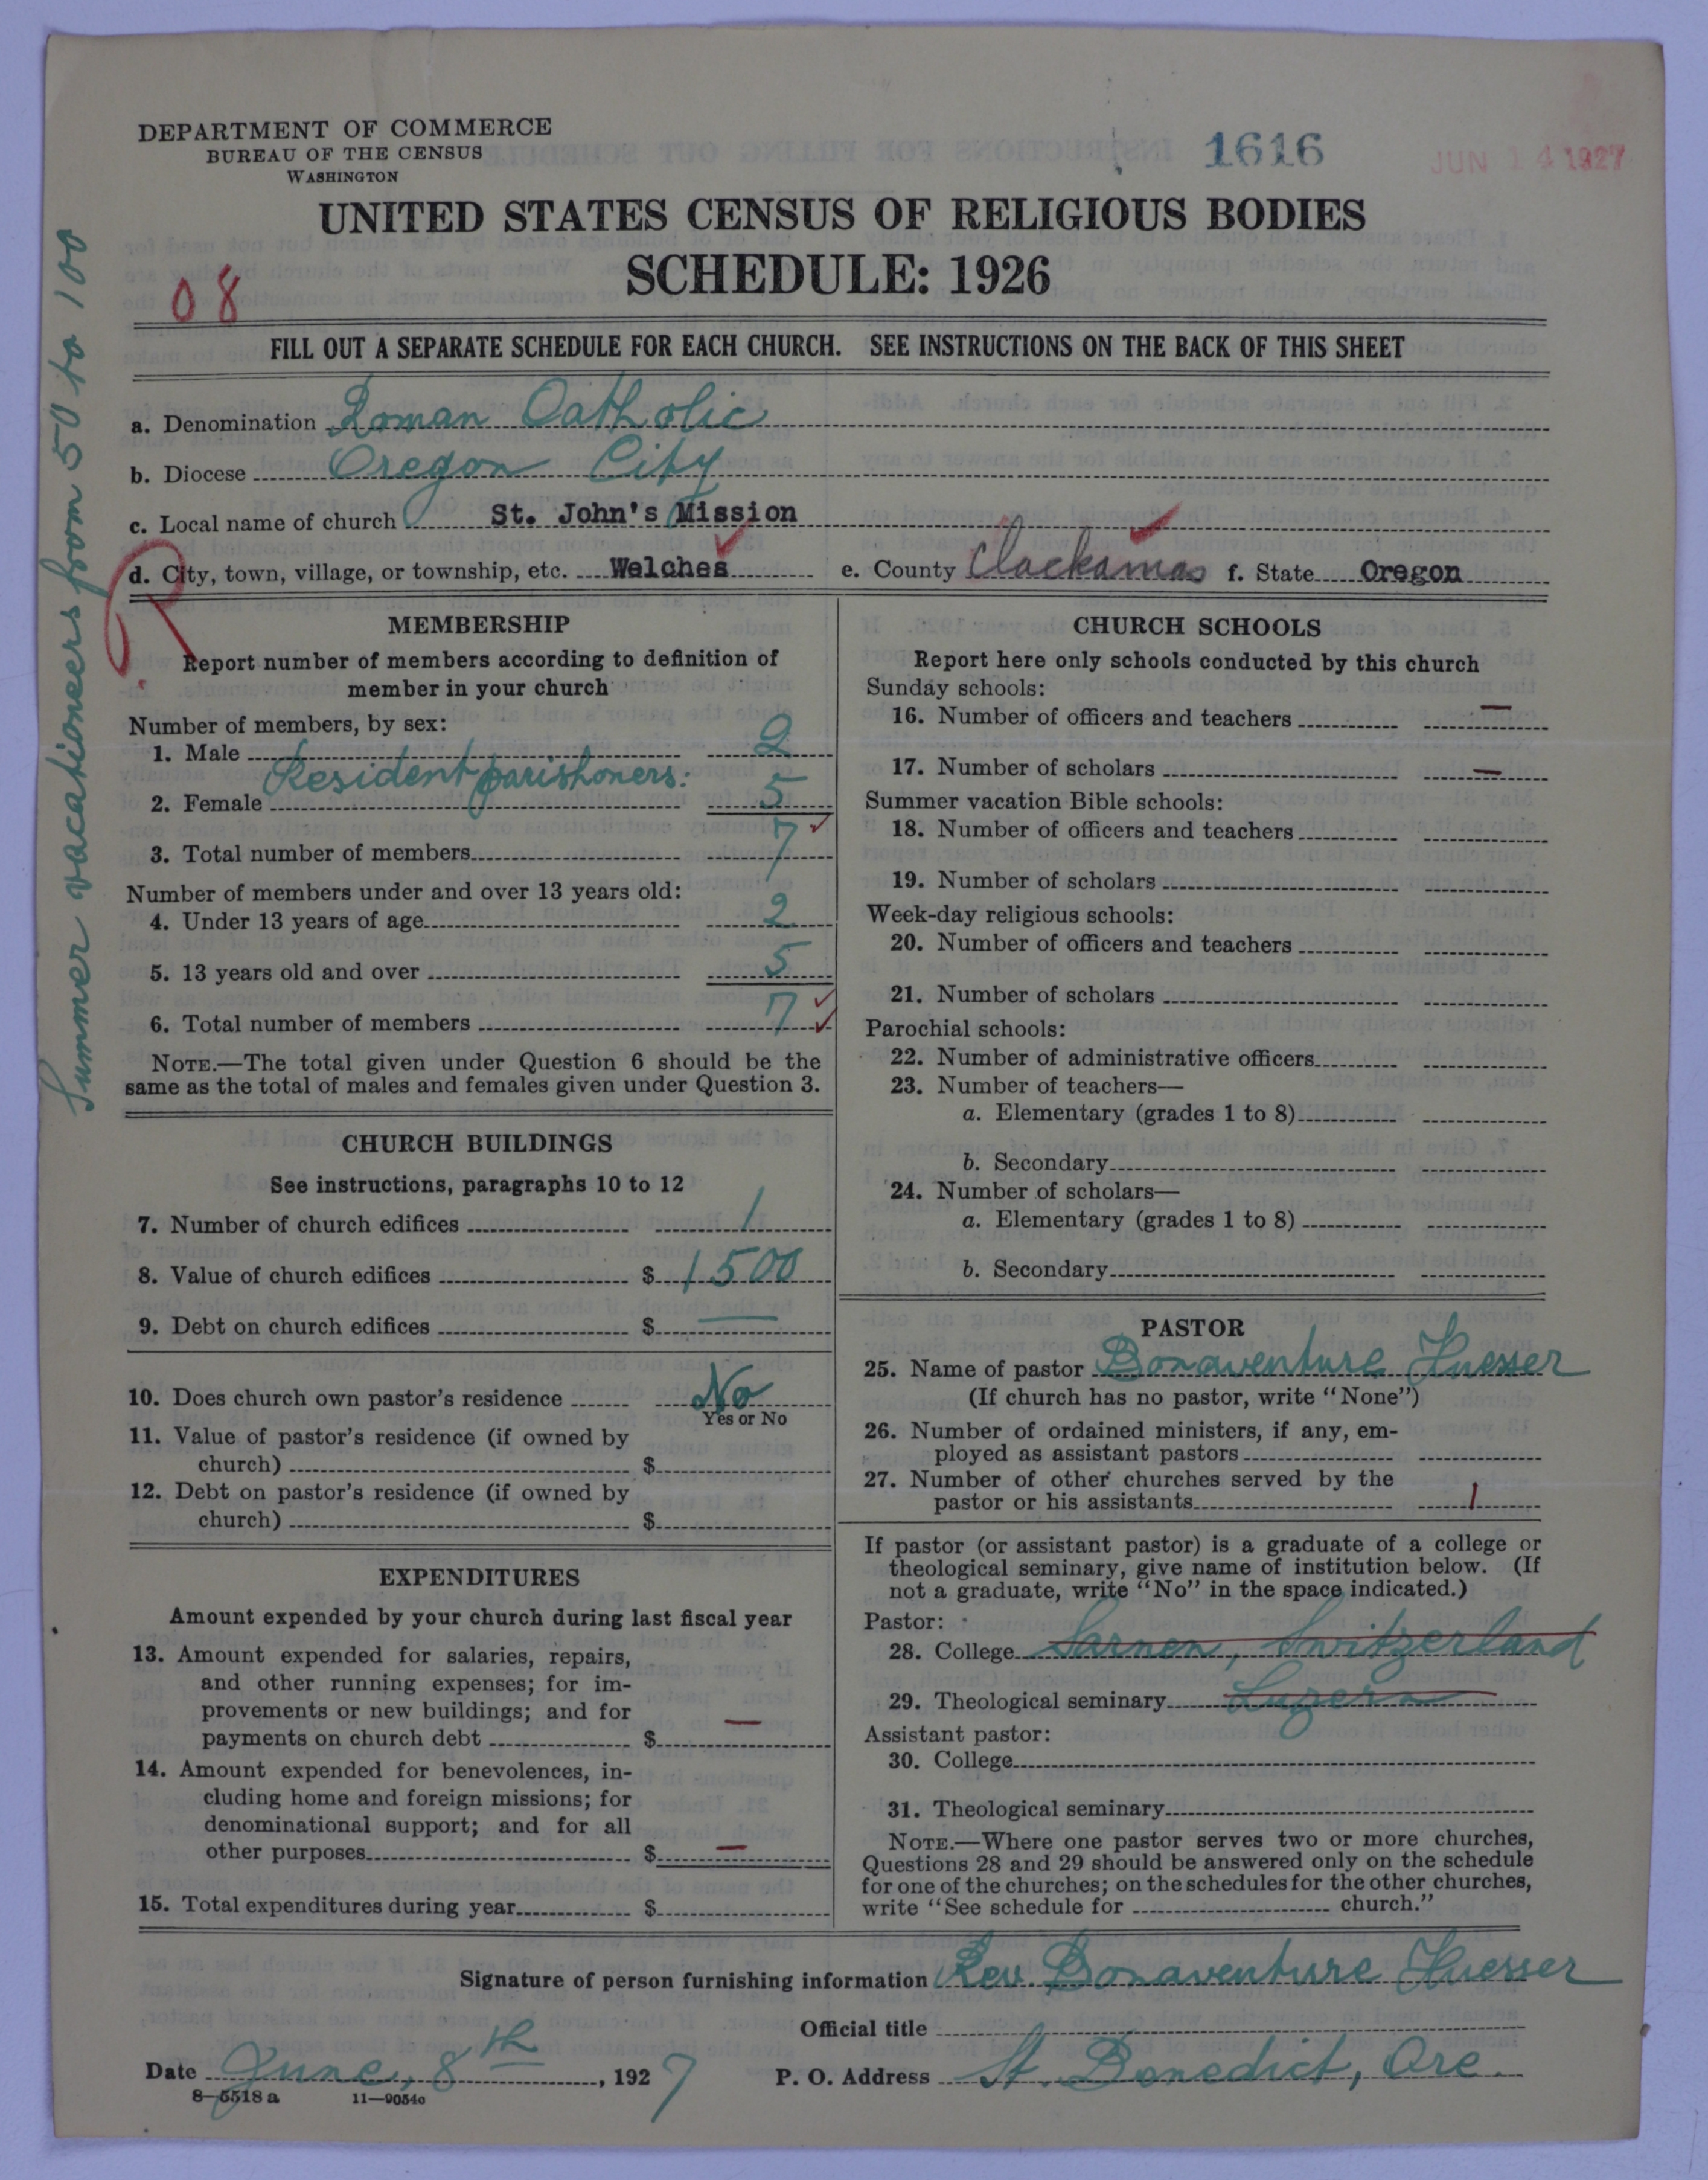 DEPARTMENT OF COMMERCE
BUREAU OF THE CENSUS
WASHINGTON
1616
JUN 14 1927
UNITED STATES CENSUS OF RELIGIOUS BODIES
SCHEDULE: 1926
08
FILL OUT A SEPARATE SCHEDULE FOR EACH CHURCH. SEE INSTRUCTIONS ON THE BACK OF THIS SHEET
a. Denomination Roman Catholic
b. Diocese Oregon City
c. Local name of church St. John's Mission
d. City, town, village, or township, etc. Welches e. County Clackamas f. State Oregon
Summer vacationeers from 50 to 100
MEMBERSHIP
Report number of members according to definition of
member in your church
Number of members, by sex:
1. Male 2
Resident parishoners:
2. Female 5
3. Total number of members 7
Number of members under and over 13 years old:
4. Under 13 years of age 2
5. 13 years old and over 5
6. Total number of members 7
NOTE.—The total given under Question 6 should be the
same as the total of males and females given under Question 3.
CHURCH BUILDINGS
See instructions, paragraphs 10 to 12
7. Number of church edifices 1
8. Value of church edifices $ 1500
9. Debt on church edifices $ —
10. Does church own pastor's residence No
Yes or No
11. Value of pastor's residence (if owned by
church) $
12. Debt on pastor's residence (if owned by
church) $
EXPENDITURES
Amount expended by your church during last fiscal year
13. Amount expended for salaries, repairs,
and other running expenses; for im-
provements or new buildings; and for
payments on church debt $ —
14. Amount expended for benevolences, in-
cluding home and foreign missions; for
denominational support; and for all
other purposes $ —
15. Total expenditures during year $
CHURCH SCHOOLS
Report here only schools conducted by this church
Sunday schools:
16. Number of officers and teachers —
17. Number of scholars —
Summer vacation Bible schools:
18. Number of officers and teachers
19. Number of scholars
Week-day religious schools:
20. Number of officers and teachers
21. Number of scholars
Parochial schools:
22. Number of administrative officers
23. Number of teachers—
a. Elementary (grades 1 to 8)
b. Secondary
24. Number of scholars—
a. Elementary (grades 1 to 8)
b. Secondary
PASTOR
25. Name of pastor Bonaventure Huesser
(If church has no pastor, write "None")
26. Number of ordained ministers, if any, em-
ployed as assistant pastors
27. Number of other churches served by the
pastor or his assistants 1
If pastor (or assistant pastor) is a graduate of a college or
theological seminary, give name of institution below. (If
not a graduate, write "No" in the space indicated.)
Pastor:
28. College Sarnen, Switzerland
29. Theological seminary Luzern
Assistant pastor:
30. College
31. Theological seminary
NOTE.—Where one pastor serves two or more churches,
Questions 28 and 29 should be answered only on the schedule
for one of the churches; on the schedules for the other churches,
write "See schedule for church."
Signature of person furnishing information Rev. Bonaventure Huesser
Official title
Date June, 8th, 1927 P. O. Address St. Benedict, Ore.
8—5518 a 11—9054c